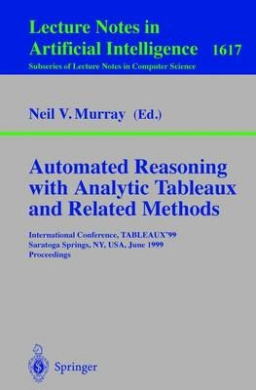 Lecture Notes in
Artificial Intelligence 1617
Subseries of Lecture Notes in Computer Science
Neil V. Murray (Ed.)
Automated Reasoning
with Analytic Tableaux
and Related Methods
International Conference, TABLEAUX'99
Saratoga Springs, NY, USA, June 1999
Proceedings
Springer